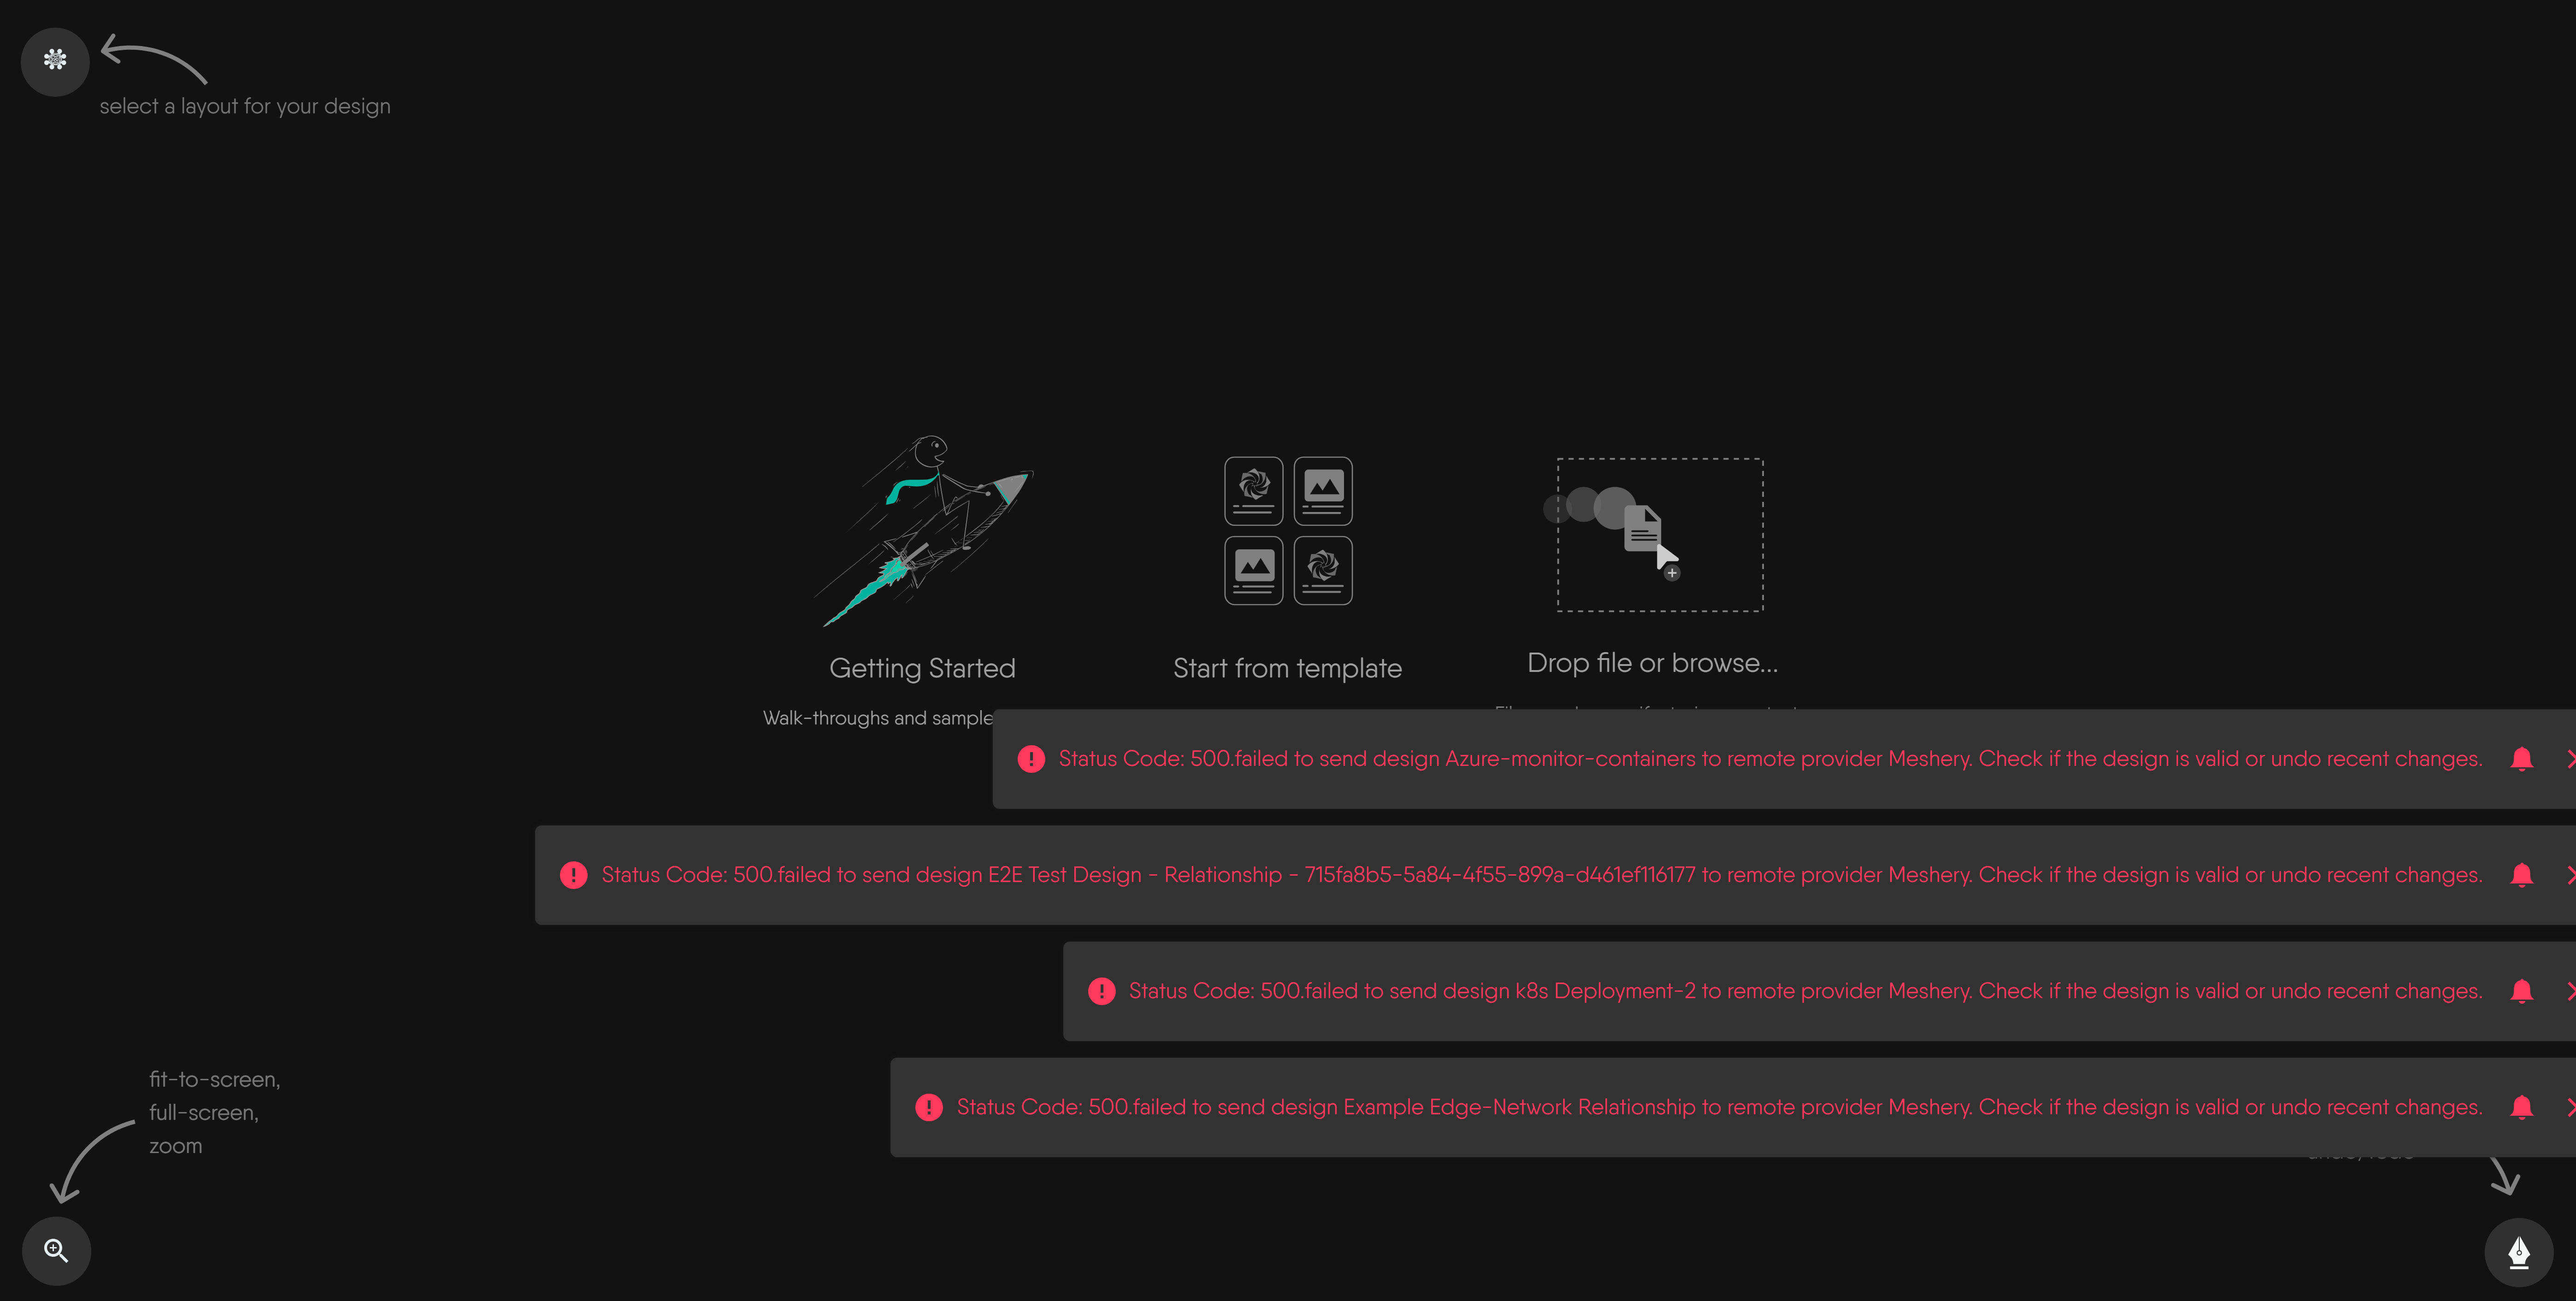 select a layout for your design
Getting Started
Start from template
Drop file or browse...
Walk-throughs and sample
Status Code: 500.failed to send design Azure-monitor-containers to remote provider Meshery. Check if the design is valid or undo recent changes.
Status Code: 500.failed to send design E2E Test Design - Relationship - 715fa8b5-5a84-4f55-899a-d461ef116177 to remote provider Meshery. Check if the design is valid or undo recent changes.
Status Code: 500.failed to send design k8s Deployment-2 to remote provider Meshery. Check if the design is valid or undo recent changes.
Status Code: 500.failed to send design Example Edge-Network Relationship to remote provider Meshery. Check if the design is valid or undo recent changes.
fit-to-screen,
full-screen,
zoom